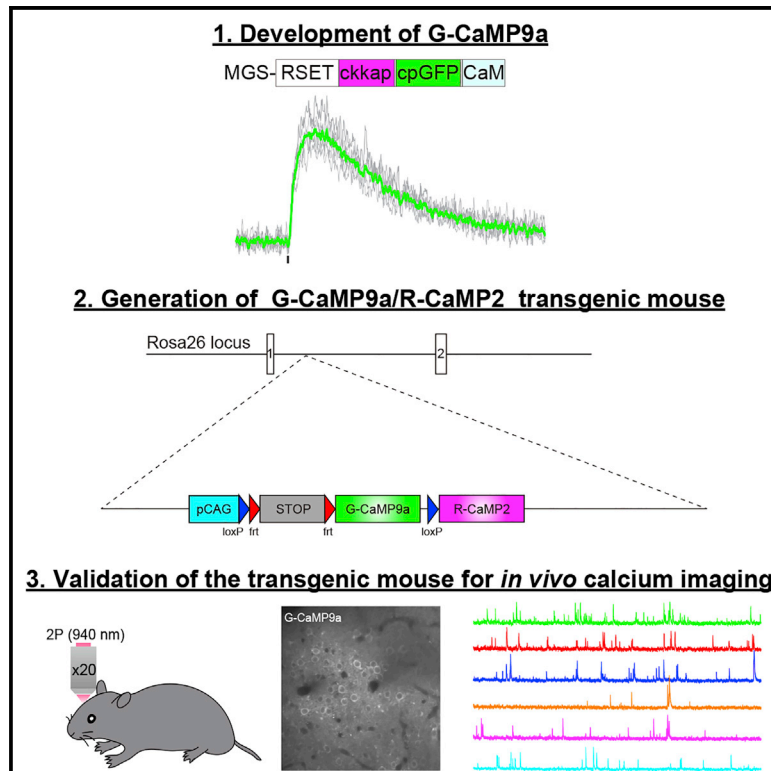 1. Development of G-CaMP9a
MGS- RSET ckkap cpGFP CaM
2. Generation of G-CaMP9a/R-CaMP2 transgenic mouse
Rosa26 locus 1 2
pCAG STOP G-CaMP9a R-CaMP2
loxP frt frt loxP
3. Validation of the transgenic mouse for in vivo calcium imaging
2P (940 nm)
x20
G-CaMP9a